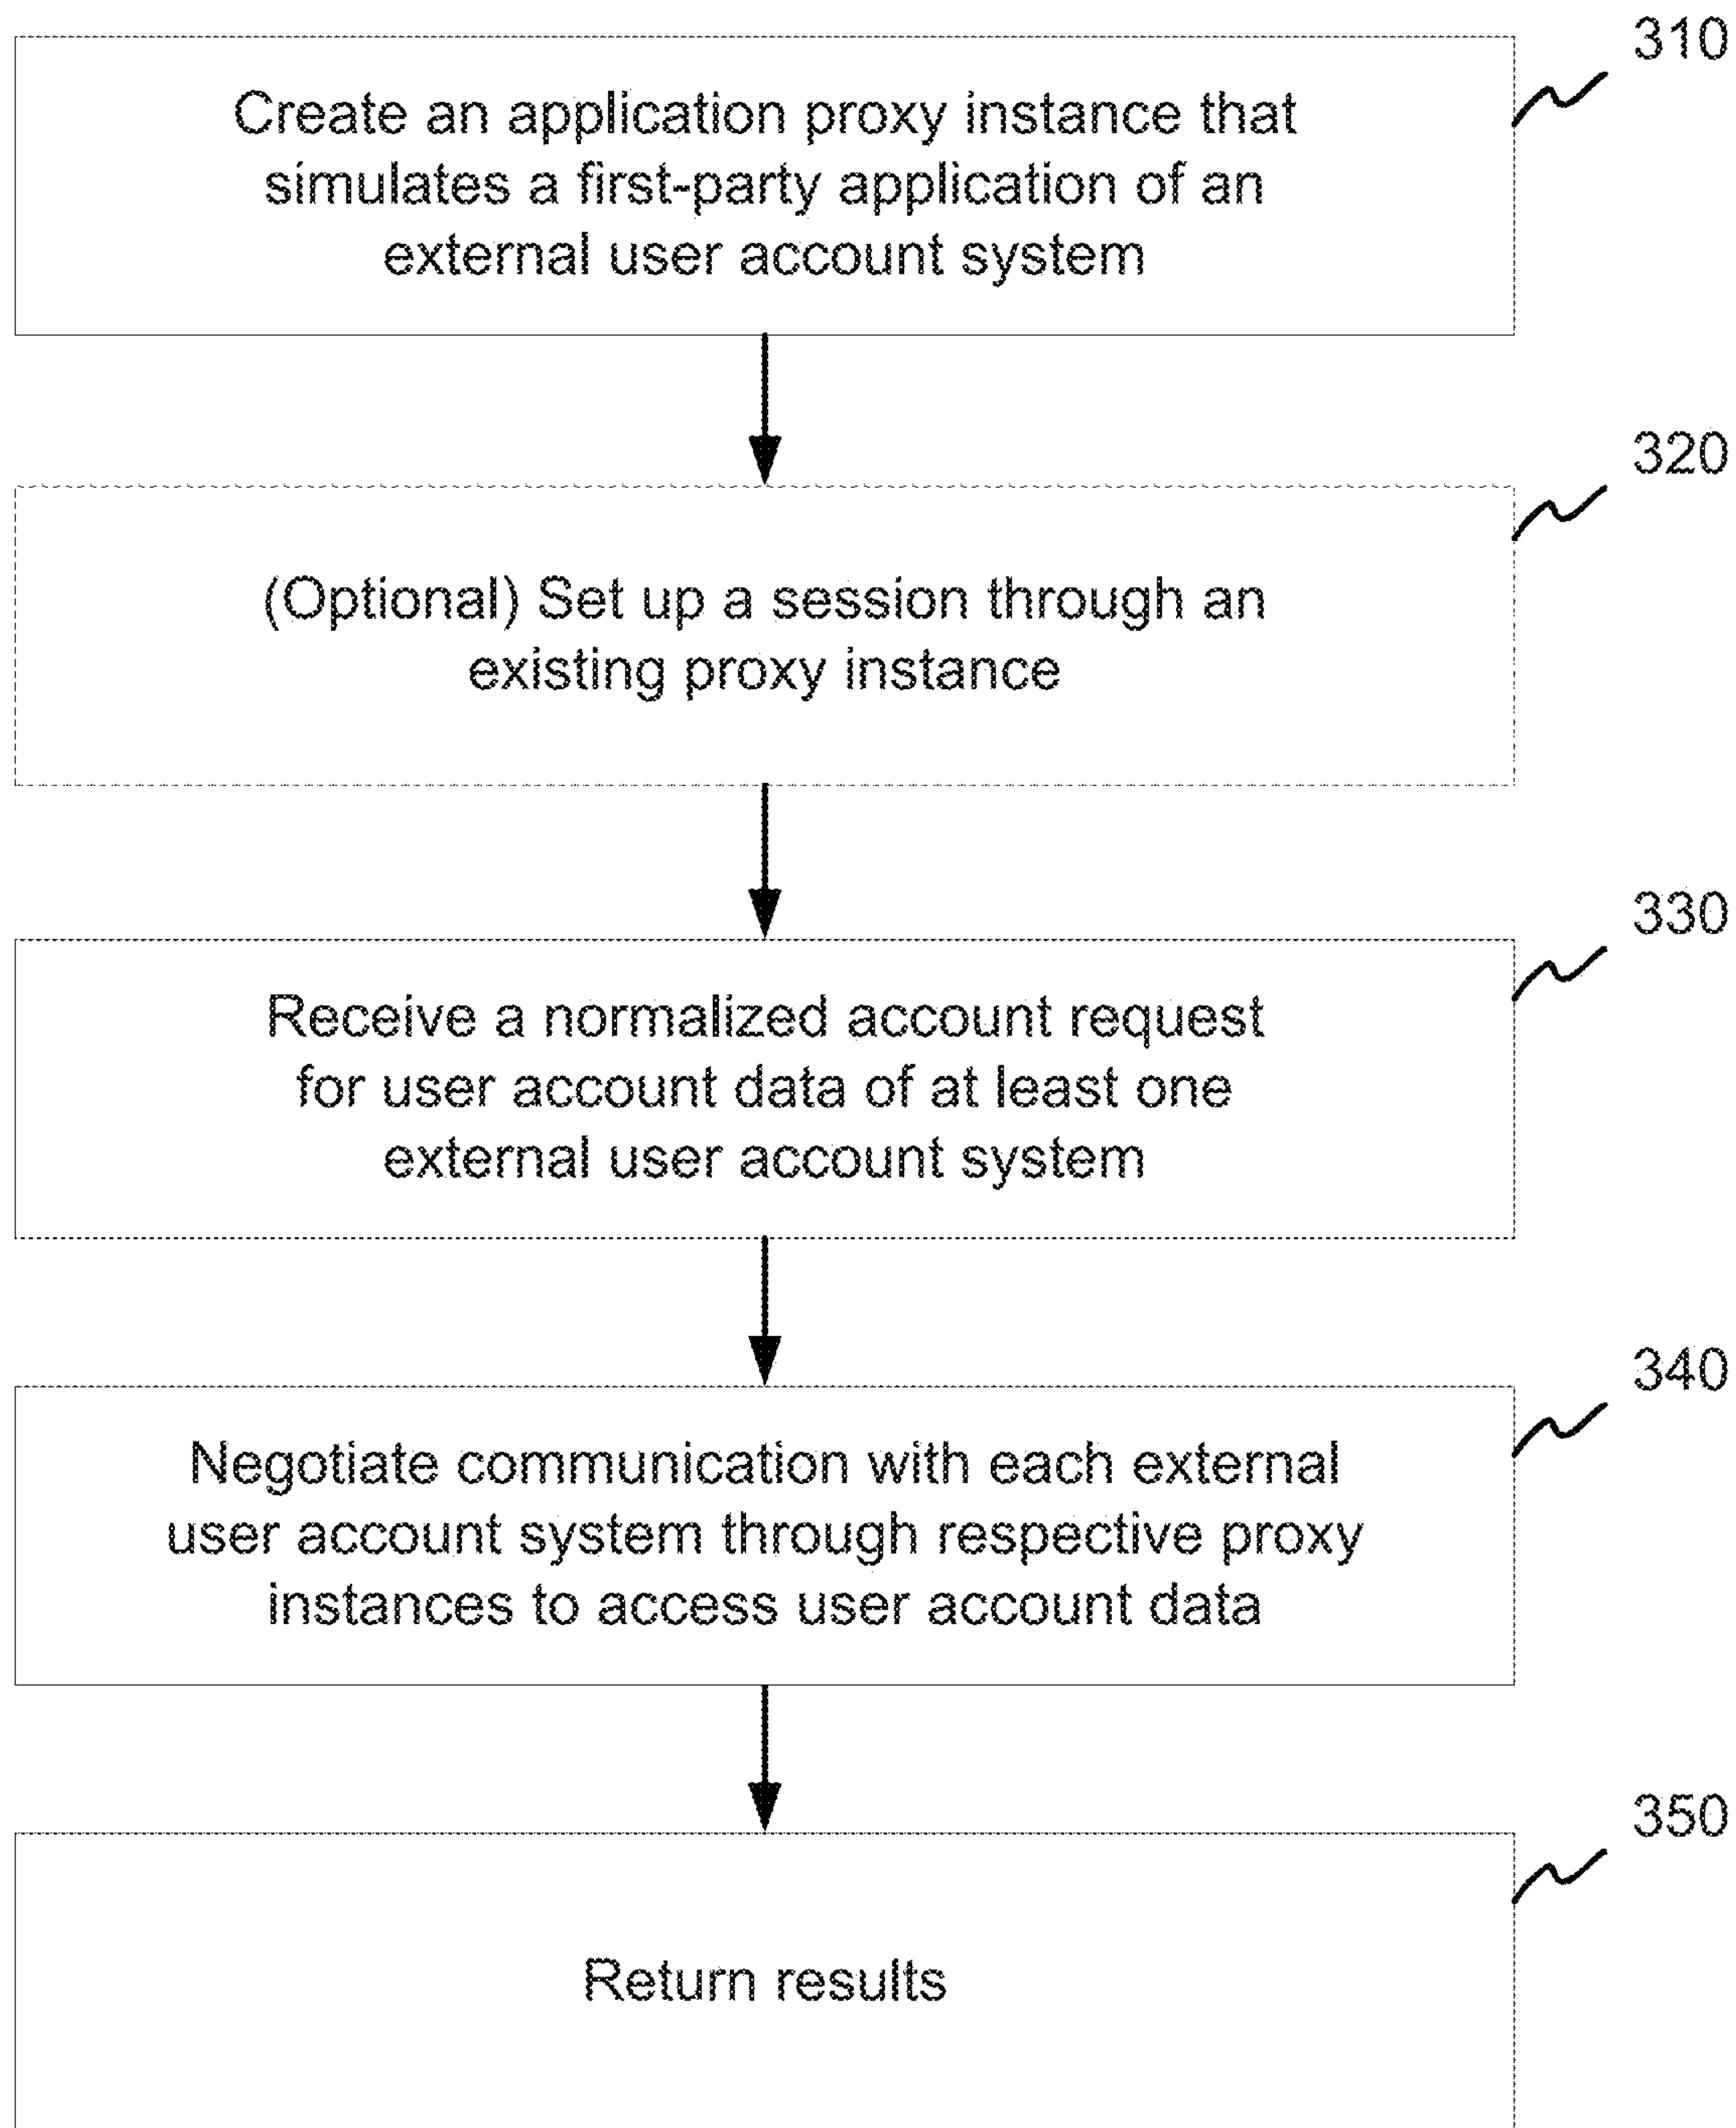 310
Create an application proxy instance that
simulates a first-party application of an
external user account system
320
(Optional) Set up a session through an
existing proxy instance
330
Receive a normalized account request
for user account data of at least one
external user account system
340
Negotiate communication with each external
user account system through respective proxy
instances to access user account data
350
Return results